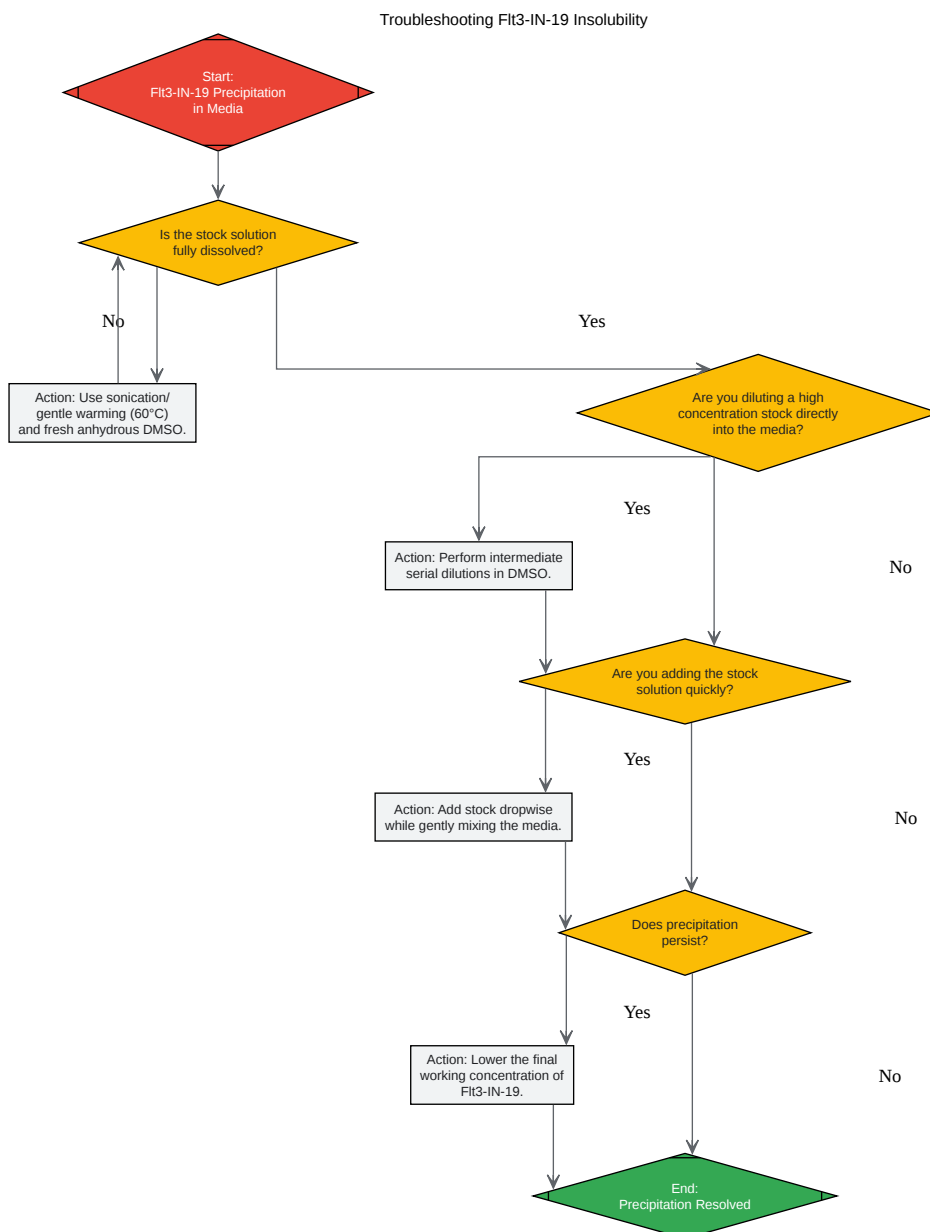 Troubleshooting Flt3-IN-19 Insolubility
Start:
Flt3-IN-19 Precipitation
in Media
Is the stock solution
fully dissolved?
No
Yes
Action: Use sonication/
gentle warming (60°C)
and fresh anhydrous DMSO.
Are you diluting a high
concentration stock directly
into the media?
Yes
No
Action: Perform intermediate
serial dilutions in DMSO.
Are you adding the stock
solution quickly?
Yes
No
Action: Add stock dropwise
while gently mixing the media.
Does precipitation
persist?
Yes
No
Action: Lower the final
working concentration of
Flt3-IN-19.
End:
Precipitation Resolved